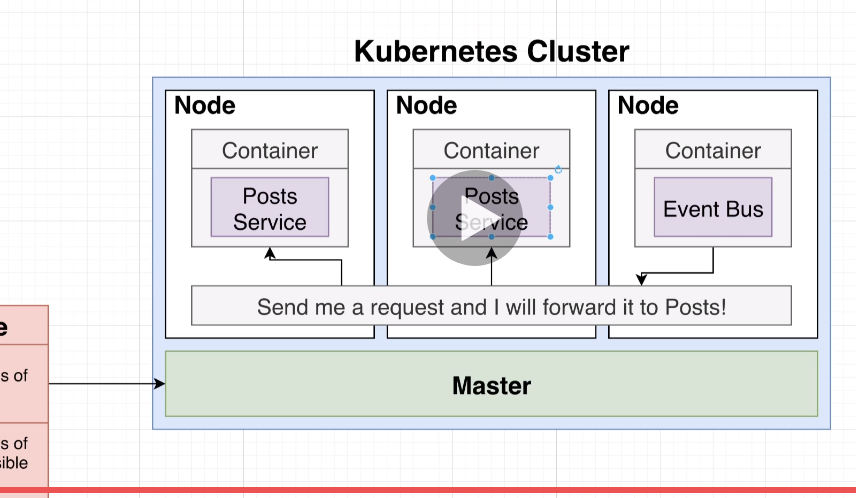 Kubernetes Cluster
Node
Node
Node
Container
Container
Container
Posts
Service
Posts
Service
Event Bus
Send me a request and I will forward it to Posts!
e
s of
Master
s of
sible